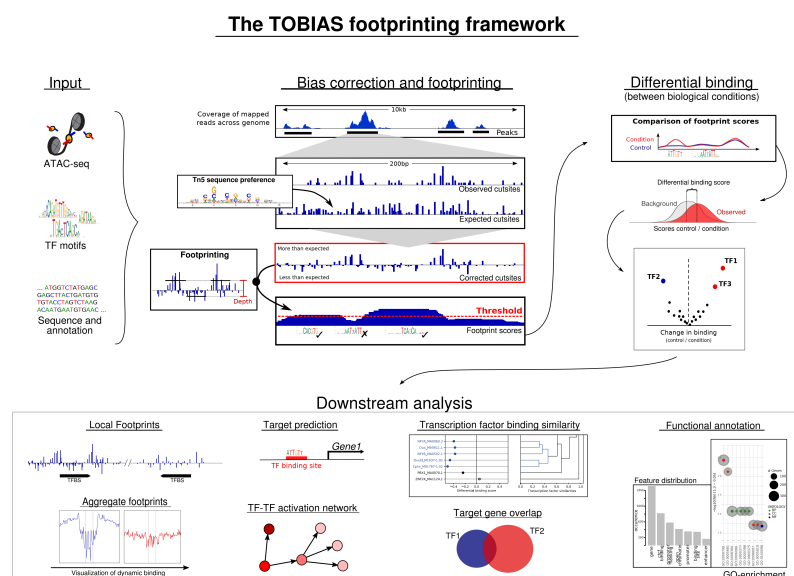 The TOBIAS footprinting framework
Input
ATAC-seq
TF motifs
... ATGGTCTATGAGC
GAGCTTACTGATGTG
TGTACCTAGTCTAAG
ACAATGAATGTGAAC ...
Sequence and
annotation
Bias correction and footprinting
Coverage of mapped
reads across genome
10kb
Peaks
200bp
Tn5 sequence preference
Observed cutsites
Expected cutsites
Footprinting
Depth
More than expected
Less than expected
Corrected cutsites
Threshold
Footprint scores
Differential binding
(between biological conditions)
Comparison of footprint scores
Condition
Control
Differential binding score
Background
Observed
Scores control / condition
TF1
TF2
TF3
Change in binding
(control / condition)
Downstream analysis
Local Footprints
TFBS
TFBS
Aggregate footprints
Visualization of dynamic binding
Target prediction
Gene1
TF binding site
TF-TF activation network
Transcription factor binding similarity
Differential binding score
Transcription factor similarities
Target gene overlap
TF1
TF2
Functional annotation
Feature distribution
GO-enrichment